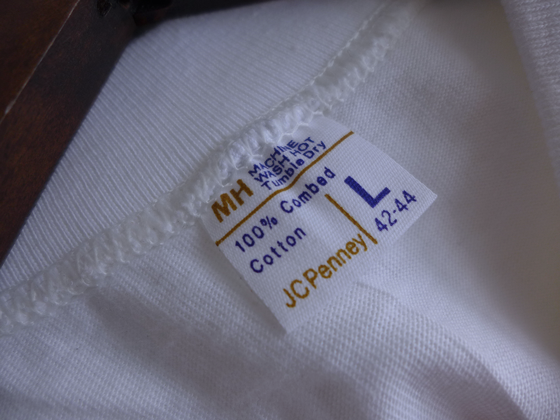 MH
MACHINE
WASH HOT
Tumble Dry
100% Combed
Cotton
L
42-44
JCPenney